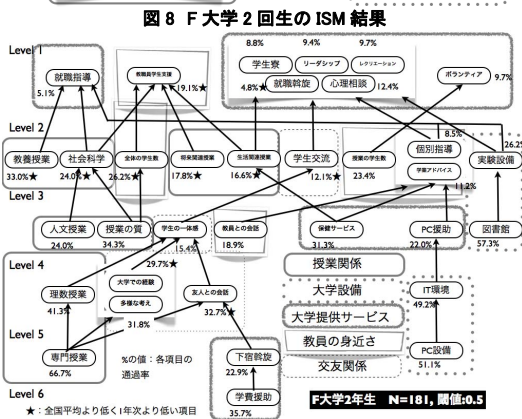 図8 F大学2回生のISM結果
Level 1
8.8% 9.4% 9.7%
就職指導
5.1%
教職員学生支援
19.1%★
学生寮 リーダーシップ レクリエーション
4.8%★ 就職斡旋 心理相談 12.4%
ボランティア 9.7%
Level 2
8.5% 26.2%
教養授業 社会科学 全体の学生数 将来関連授業 生活関連授業 学生交流 授業の学生数 個別指導 実験設備
学業アドバイス
33.0%★ 24.0%★ 26.2%★ 17.8%★ 16.6%★ 12.1%★ 23.4% 11.2%
Level 3
人文授業 授業の質 学生の一体感 教員との会話 保健サービス PC援助 図書館
24.0% 34.3% 15.4% 18.9% 31.3% 22.0% 57.3%
Level 4
29.7%★
理数授業 大学での経験 友人との会話 IT環境
41.3% 多様な考え 49.2%
31.8% 32.7%★
Level 5
専門授業 下宿斡旋 PC設備
66.7% 22.9% 51.1%
%の値:各項目の
通過率
Level 6
学費援助
35.7%
★:全国平均より低く1年次より低い項目
授業関係
大学設備
大学提供サービス
教員の身近さ
交友関係
F大学2年生 N=181, 閾値:0.5